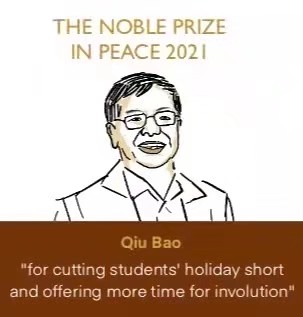 THE NOBLE PRIZE
IN PEACE 2021
Qiu Bao
"for cutting students' holiday short
and offering more time for involution"